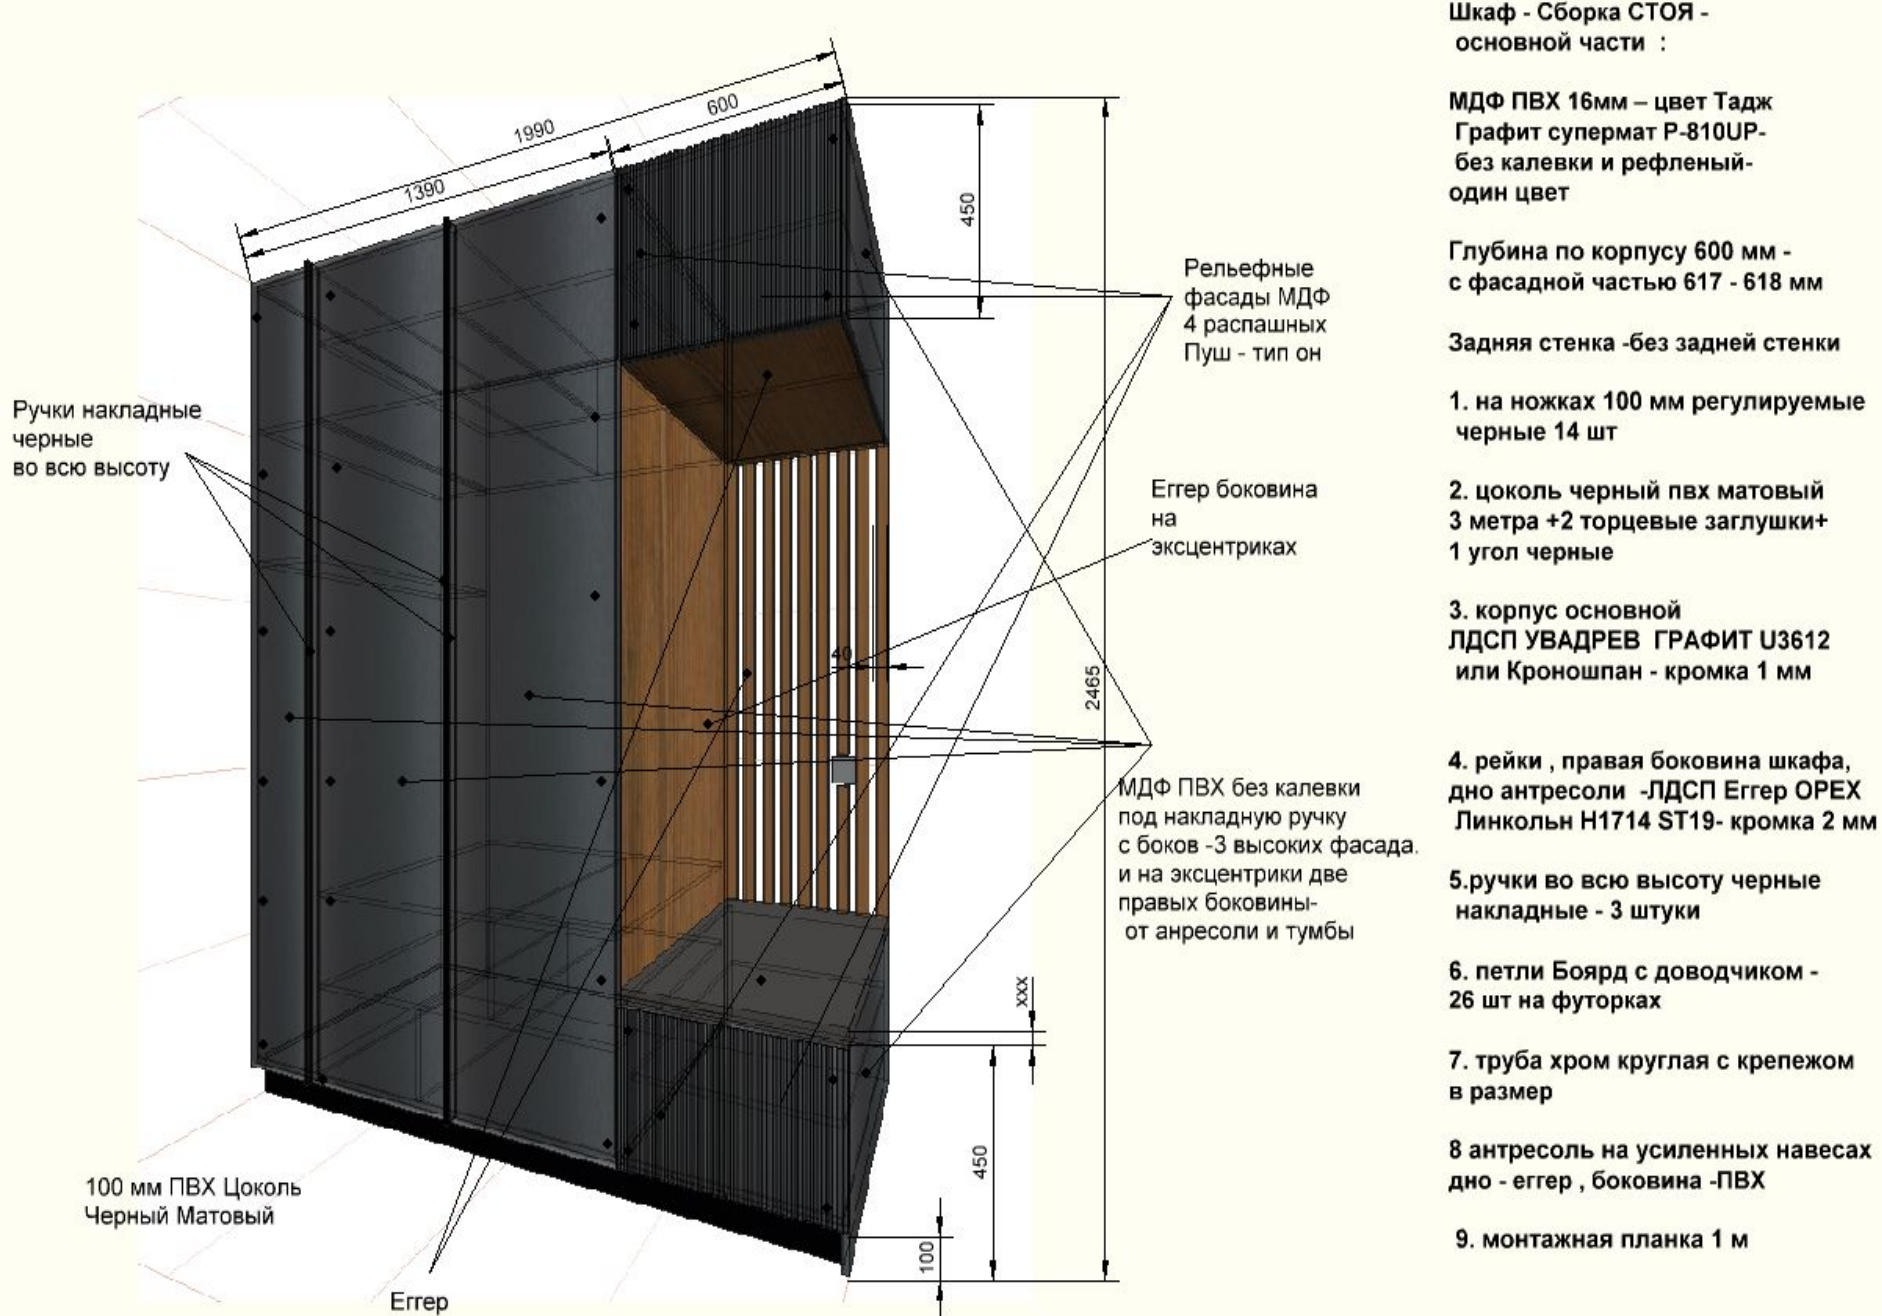 1990
600
1390
450
Рельефные
фасады МДФ
4 распашных
Пуш - тип он
Ручки накладные
черные
во всю высоту
Еггер боковина
на
эксцентриках
40
2465
МДФ ПВХ без калевки
под накладную ручку
с боков -3 высоких фасада.
и на эксцентрики две
правых боковины-
от анресоли и тумбы
xxx
450
100
100 мм ПВХ Цоколь
Черный Матовый
Еггер
Шкаф - Сборка СТОЯ -
основной части :
МДФ ПВХ 16мм – цвет Тадж
Графит супермат Р-810UP-
без калевки и рефленый-
один цвет
Глубина по корпусу 600 мм -
с фасадной частью 617 - 618 мм
Задняя стенка -без задней стенки
1. на ножках 100 мм регулируемые
черные 14 шт
2. цоколь черный пвх матовый
3 метра +2 торцевые заглушки+
1 угол черные
3. корпус основной
ЛДСП УВАДРЕВ ГРАФИТ U3612
или Кроношпан - кромка 1 мм
4. рейки , правая боковина шкафа,
дно антресоли -ЛДСП Еггер ОРЕХ
Линкольн H1714 ST19- кромка 2 мм
5.ручки во всю высоту черные
накладные - 3 штуки
6. петли Боярд с доводчиком -
26 шт на футорках
7. труба хром круглая с крепежом
в размер
8 антресоль на усиленных навесах
дно - еггер , боковина -ПВХ
9. монтажная планка 1 м